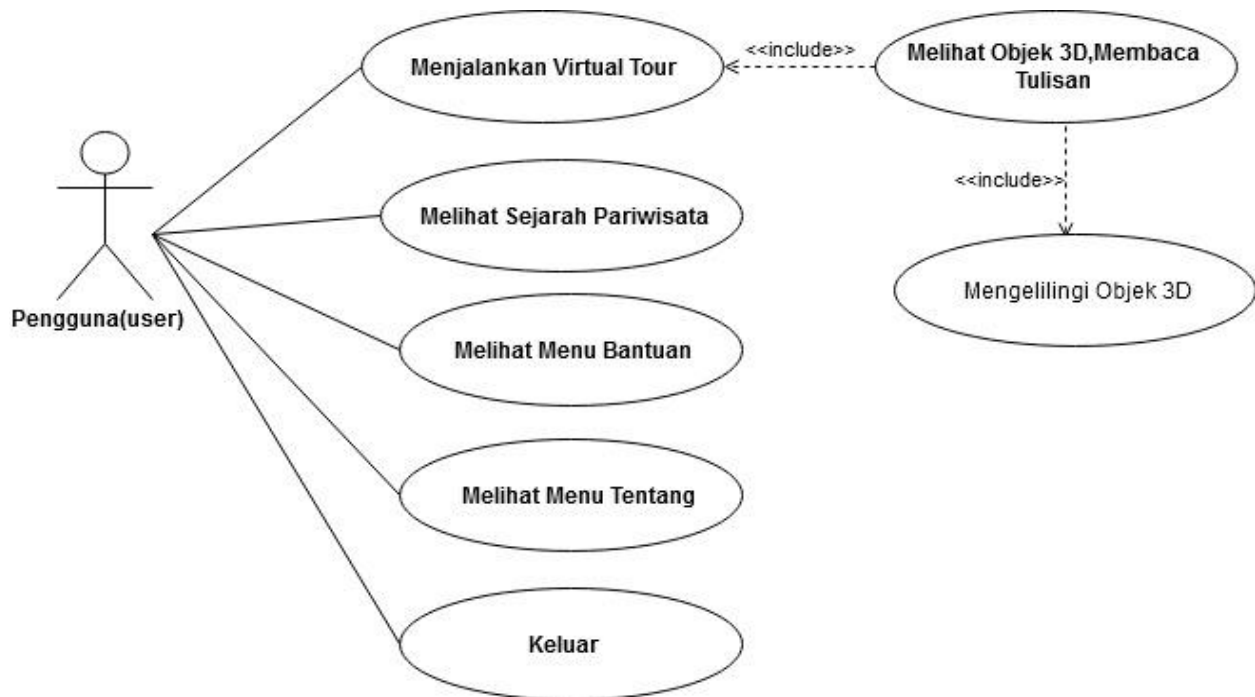 Menjalankan Virtual Tour
<<include>>
Melihat Objek 3D,Membaca
Tulisan
<<include>>
Melihat Sejarah Pariwisata
Mengelilingi Objek 3D
Pengguna(user)
Melihat Menu Bantuan
Melihat Menu Tentang
Keluar